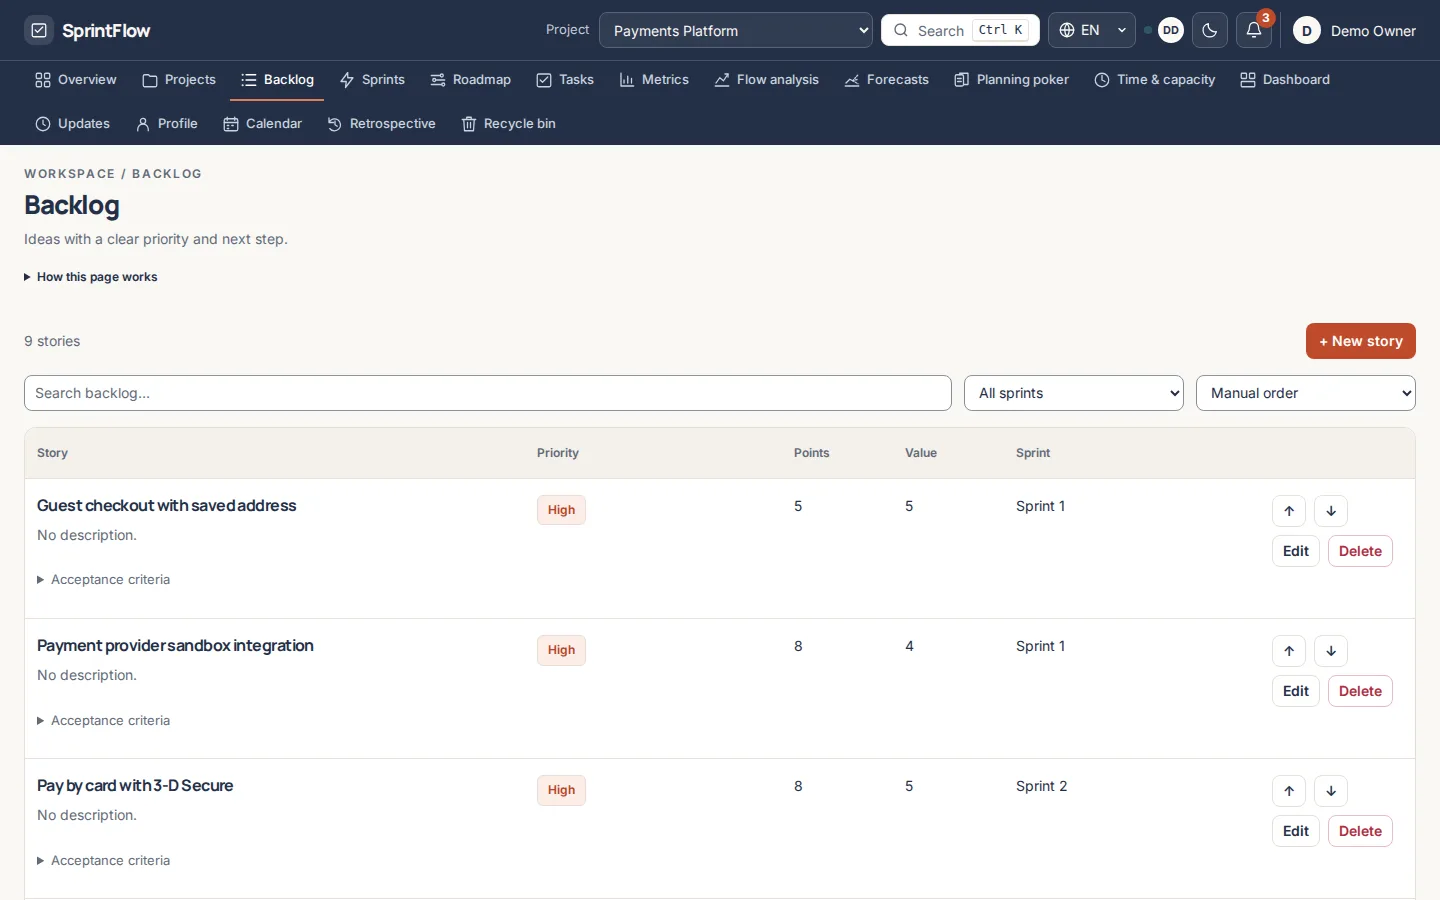 SprintFlow
Project
Payments Platform
Search Ctrl K
EN
DD
3
D
Demo Owner
Overview
Projects
Backlog
Sprints
Roadmap
Tasks
Metrics
Flow analysis
Forecasts
Planning poker
Time & capacity
Dashboard
Updates
Profile
Calendar
Retrospective
Recycle bin
WORKSPACE / BACKLOG
Backlog
Ideas with a clear priority and next step.
How this page works
9 stories
+ New story
Search backlog...
All sprints
Manual order
Story Priority Points Value Sprint
Guest checkout with saved address High 5 5 Sprint 1
No description.
Edit Delete
Acceptance criteria
Payment provider sandbox integration High 8 4 Sprint 1
No description.
Edit Delete
Acceptance criteria
Pay by card with 3-D Secure High 8 5 Sprint 2
No description.
Edit Delete
Acceptance criteria